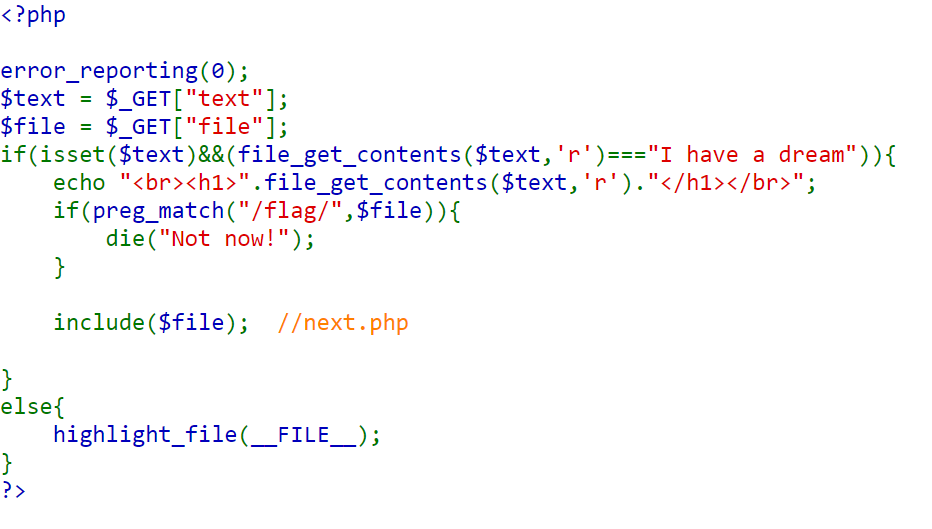 <?php

error_reporting(0);
$text = $_GET["text"];
$file = $_GET["file"];
if(isset($text)&&(file_get_contents($text,'r')==="I have a dream")){
    echo "<br><h1>".file_get_contents($text,'r')."</h1></br>";
    if(preg_match("/flag/",$file)){
        die("Not now!");
    }

    include($file);  //next.php

}
else{
    highlight_file(__FILE__);
}
?>